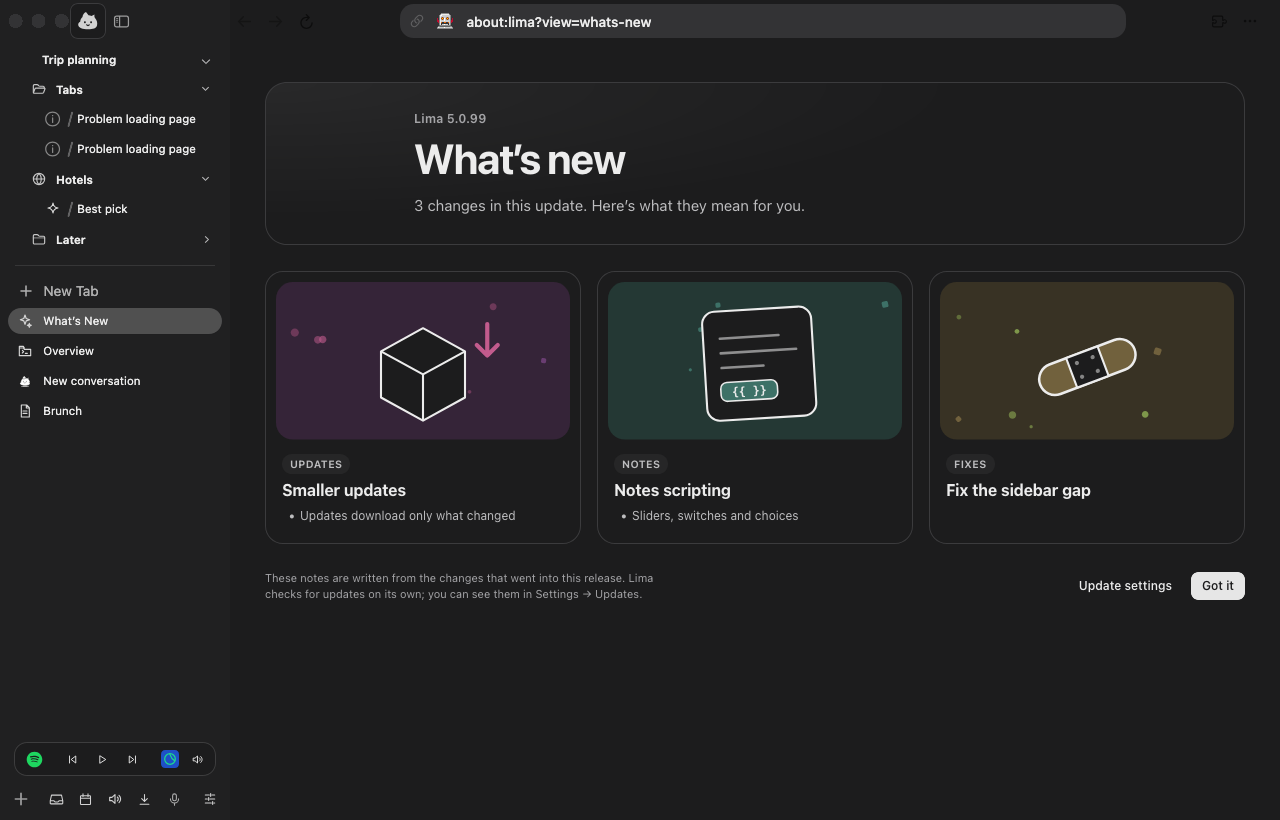 about:lima?view=whats-new
Trip planning
Tabs
/ Problem loading page
/ Problem loading page
Hotels
/ Best pick
Later
New Tab
What's New
Overview
New conversation
Brunch
Lima 5.0.99
What's new
3 changes in this update. Here's what they mean for you.
{{ }}
UPDATES
Smaller updates
• Updates download only what changed
NOTES
Notes scripting
• Sliders, switches and choices
FIXES
Fix the sidebar gap
These notes are written from the changes that went into this release. Lima
checks for updates on its own; you can see them in Settings → Updates.
Update settings
Got it